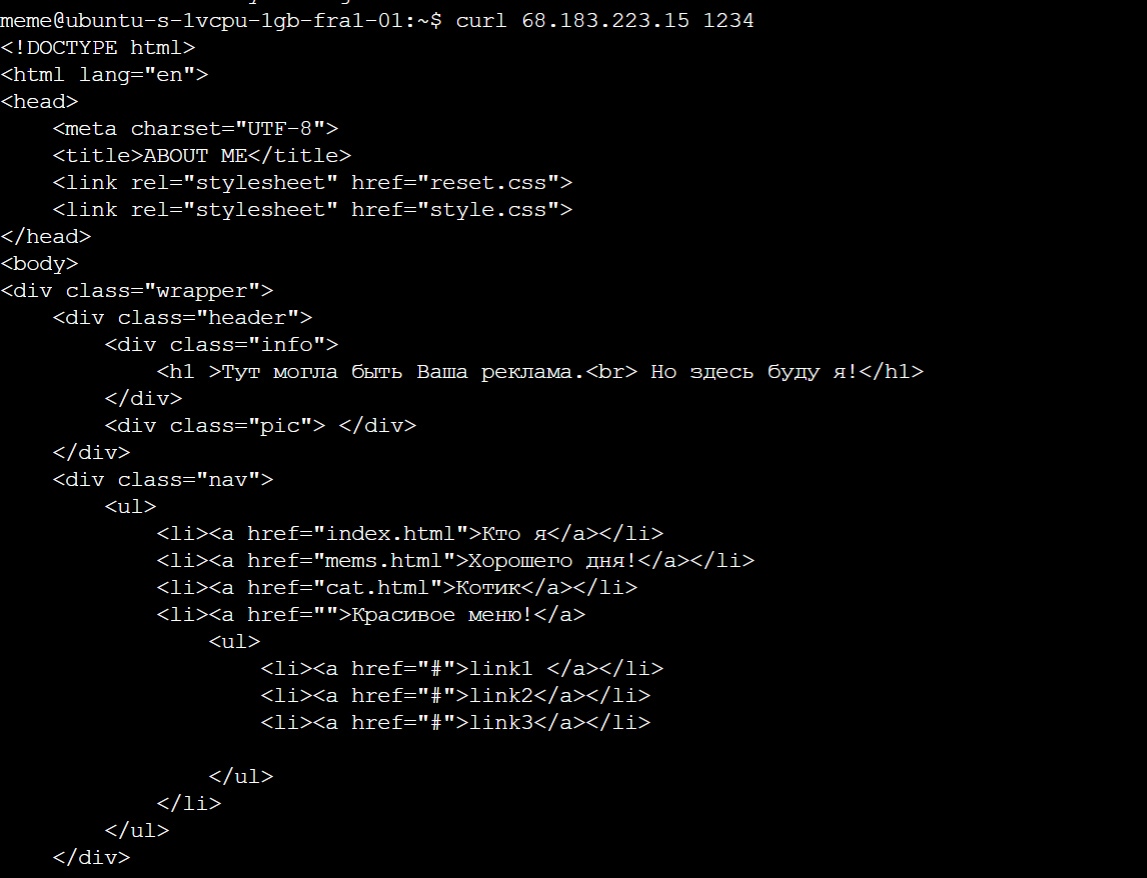 meme@ubuntu-s-1vcpu-1gb-fra1-01:~$ curl 68.183.223.15 1234
<!DOCTYPE html>
<html lang="en">
<head>
    <meta charset="UTF-8">
    <title>ABOUT ME</title>
    <link rel="stylesheet" href="reset.css">
    <link rel="stylesheet" href="style.css">
</head>
<body>
<div class="wrapper">
    <div class="header">
        <div class="info">
            <h1 >Тут могла быть Ваша реклама.<br> Но здесь буду я!</h1>
        </div>
        <div class="pic"> </div>
    </div>
    <div class="nav">
        <ul>
            <li><a href="index.html">Кто я</a></li>
            <li><a href="mems.html">Хорошего дня!</a></li>
            <li><a href="cat.html">Котик</a></li>
            <li><a href="">Красивое меню!</a>
                <ul>
                    <li><a href="#">link1 </a></li>
                    <li><a href="#">link2</a></li>
                    <li><a href="#">link3</a></li>

                </ul>
            </li>
        </ul>
    </div>